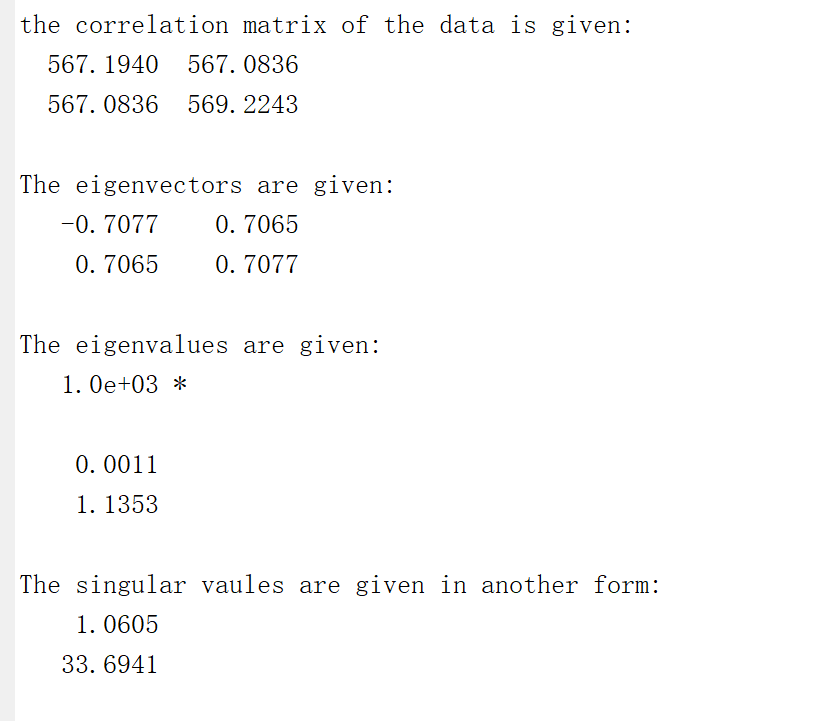 the correlation matrix of the data is given:
567.1940 567.0836
567.0836 569.2243
The eigenvectors are given:
-0.7077 0.7065
0.7065 0.7077
The eigenvalues are given:
1.0e+03 *
0.0011
1.1353
The singular vaules are given in another form:
1.0605
33.6941